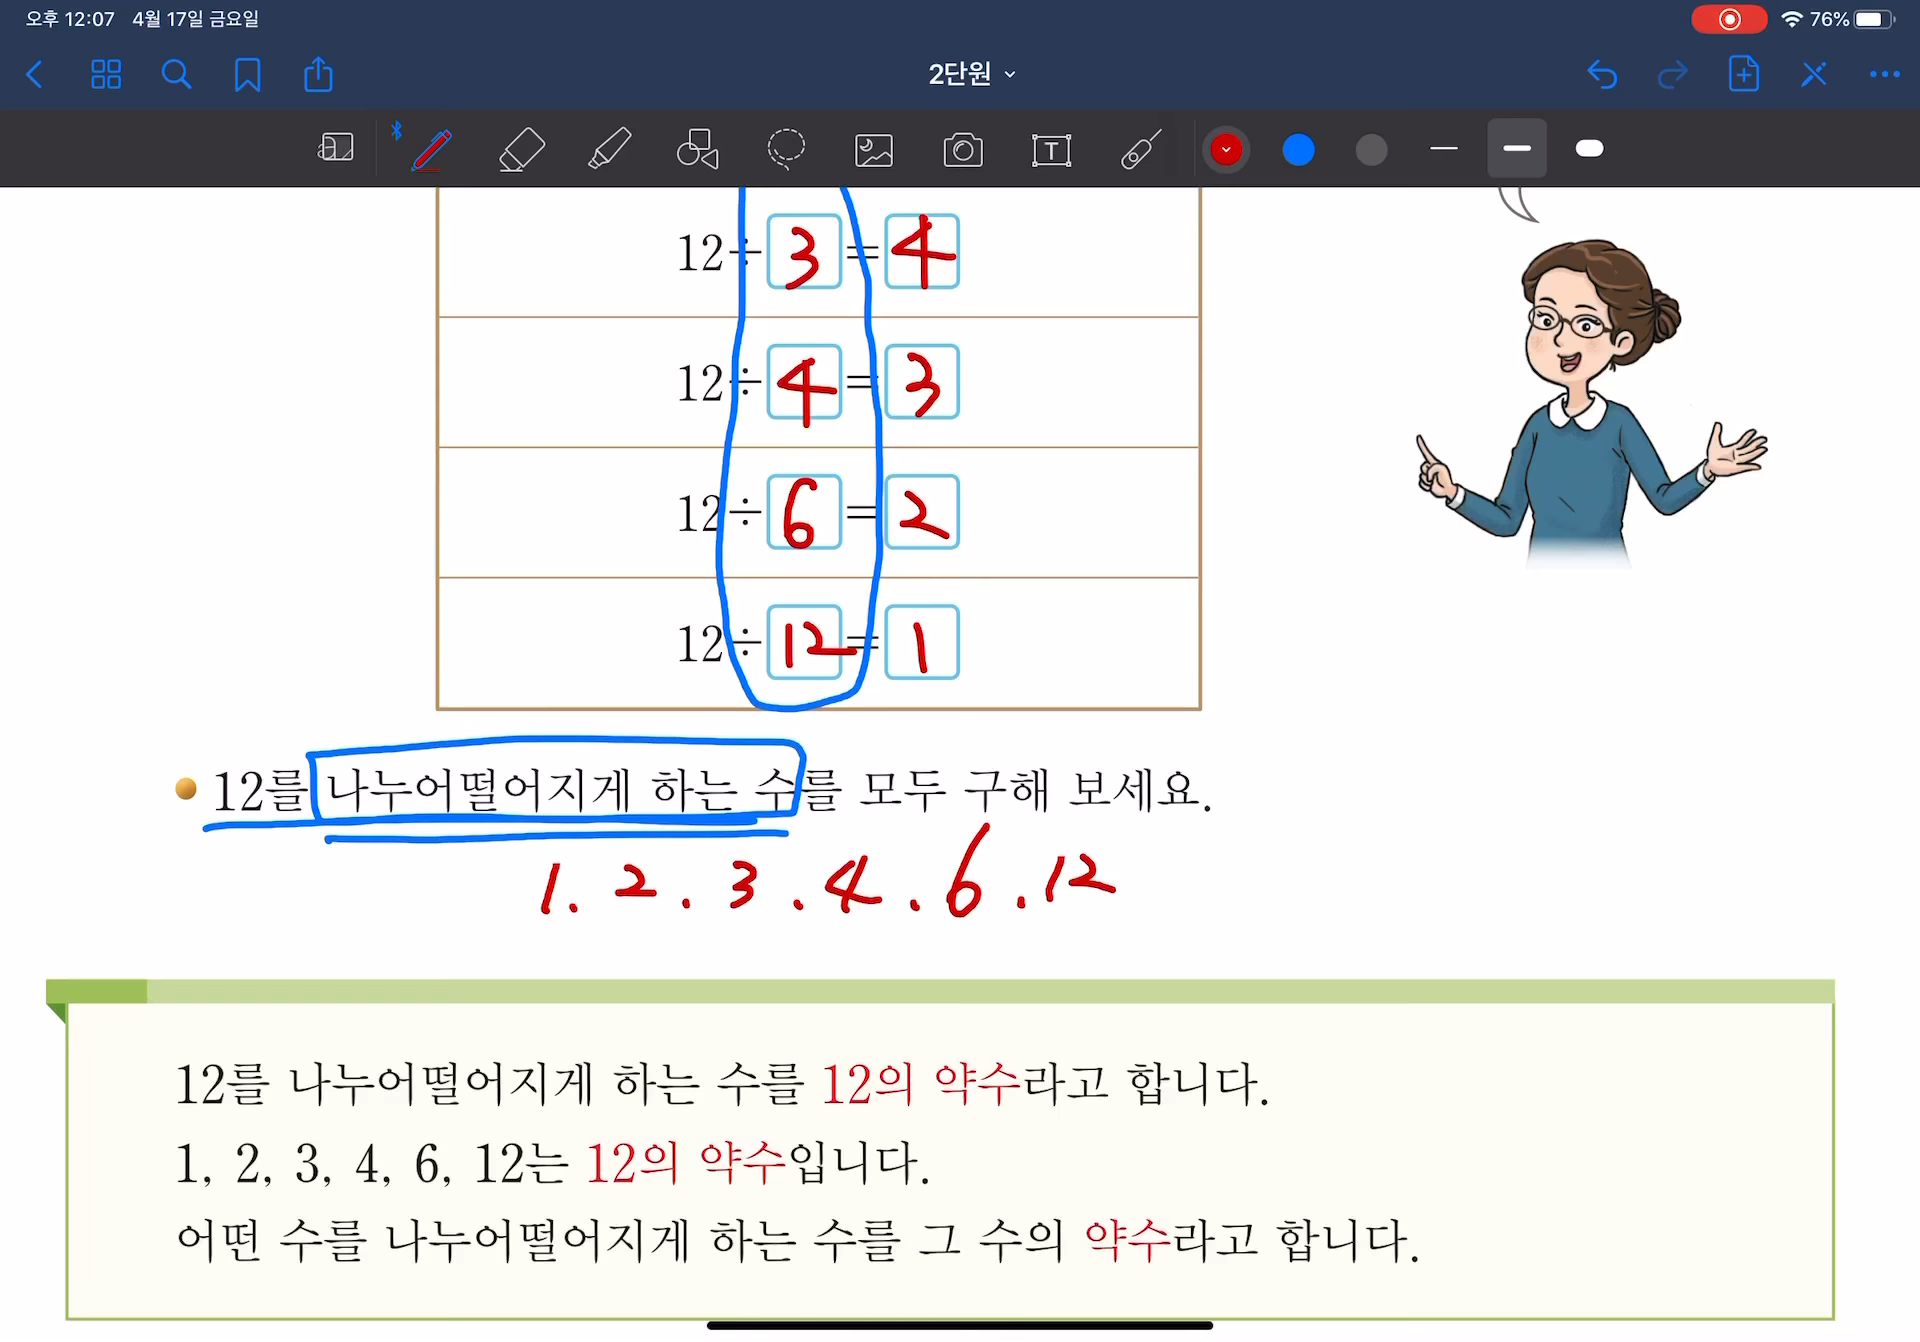 오후 12:07 4월 17일 금요일
76%
2단원
12÷3=4
12÷4=3
12÷6=2
12÷12=1
12를 나누어떨어지게 하는 수를 모두 구해 보세요.
1. 2. 3. 4. 6. 12
12를 나누어떨어지게 하는 수를 12의 약수라고 합니다.
1, 2, 3, 4, 6, 12는 12의 약수입니다.
어떤 수를 나누어떨어지게 하는 수를 그 수의 약수라고 합니다.